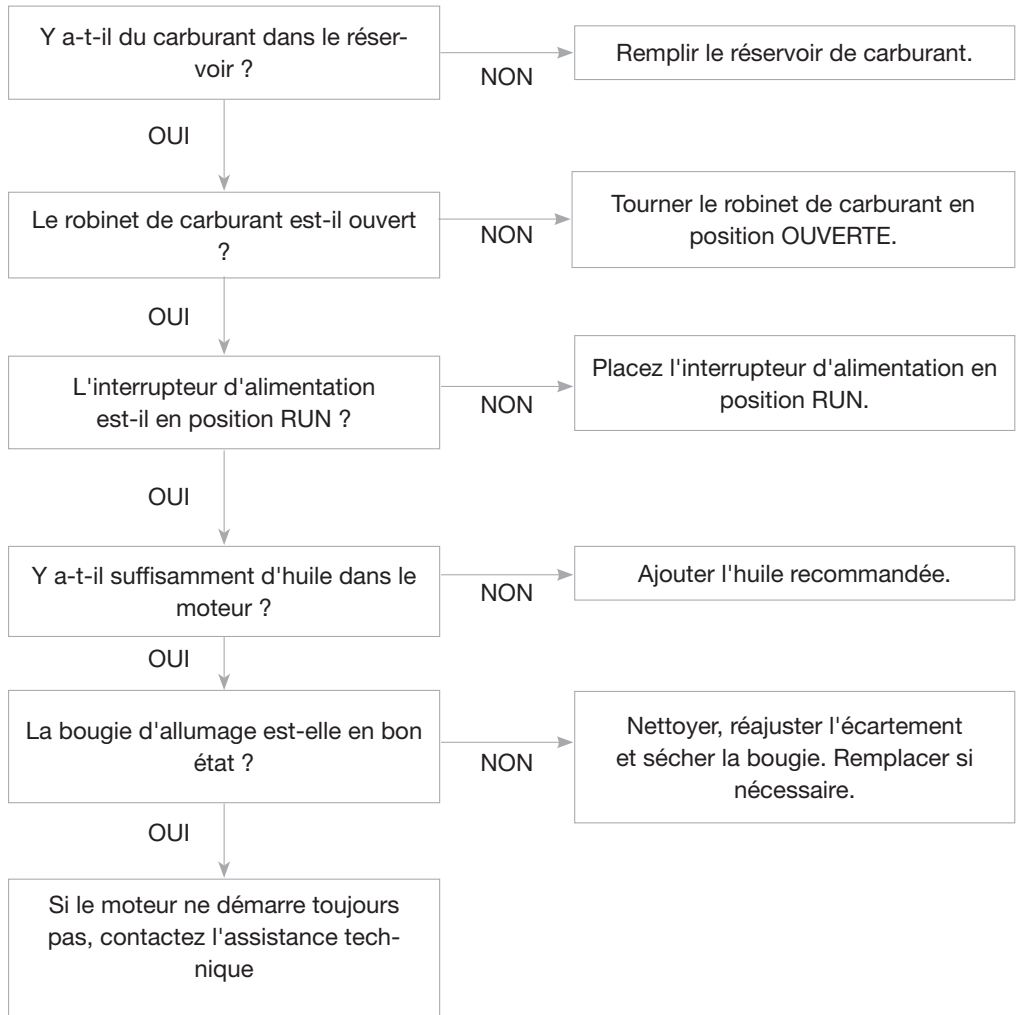 Y a-t-il du carburant dans le réser-
voir ?
NON
Remplir le réservoir de carburant.
OUI
Le robinet de carburant est-il ouvert
?
NON
Tourner le robinet de carburant en
position OUVERTE.
OUI
L'interrupteur d'alimentation
est-il en position RUN ?
NON
Placez l'interrupteur d'alimentation en
position RUN.
OUI
Y a-t-il suffisamment d'huile dans le
moteur ?
NON
Ajouter l'huile recommandée.
OUI
La bougie d'allumage est-elle en bon
état ?
NON
Nettoyer, réajuster l'écartement
et sécher la bougie. Remplacer si
nécessaire.
OUI
Si le moteur ne démarre toujours
pas, contactez l'assistance tech-
nique